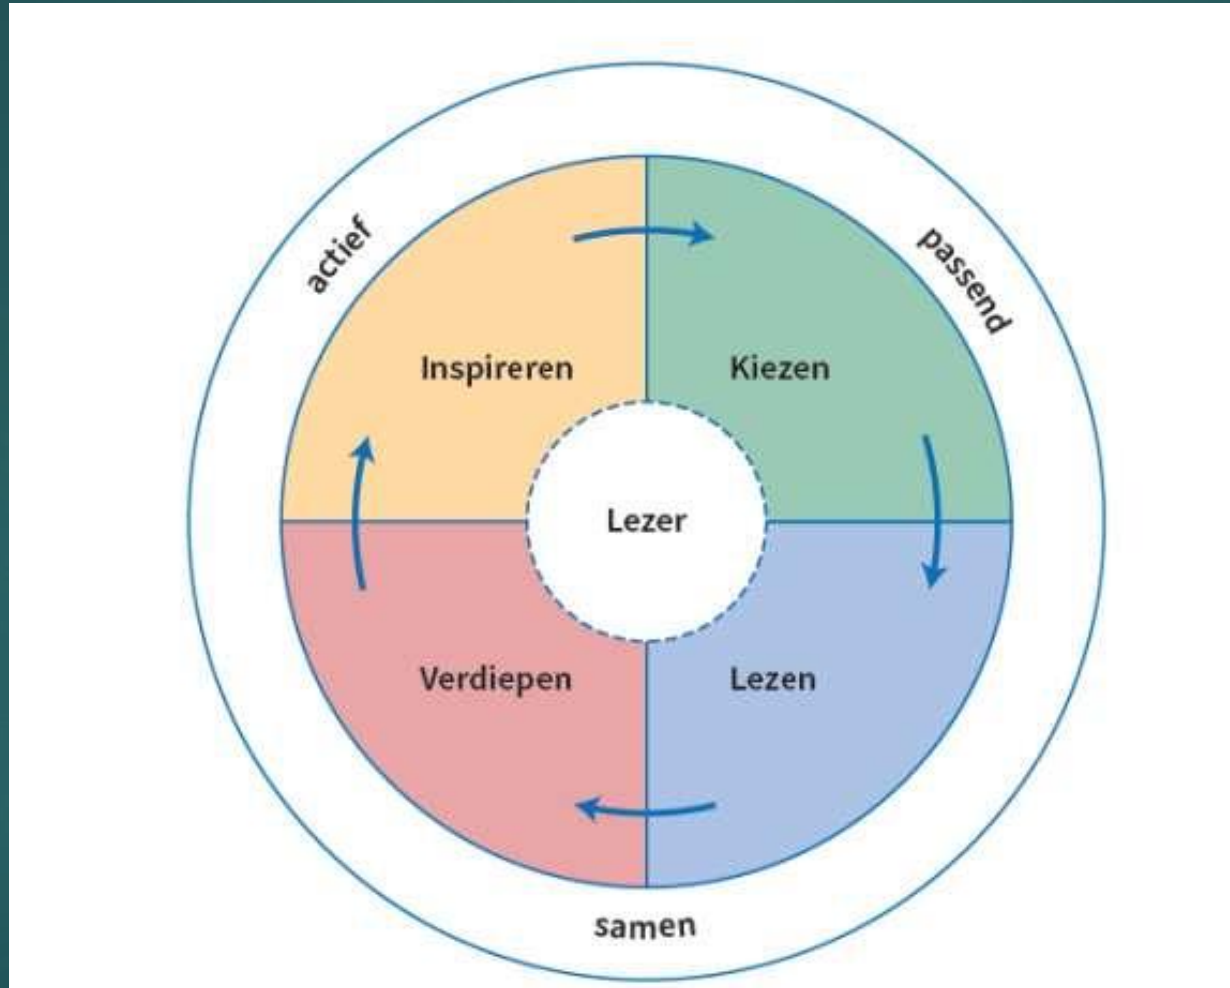 actief
passend
Inspireren
Kiezen
Lezer
Verdiepen
Lezen
samen